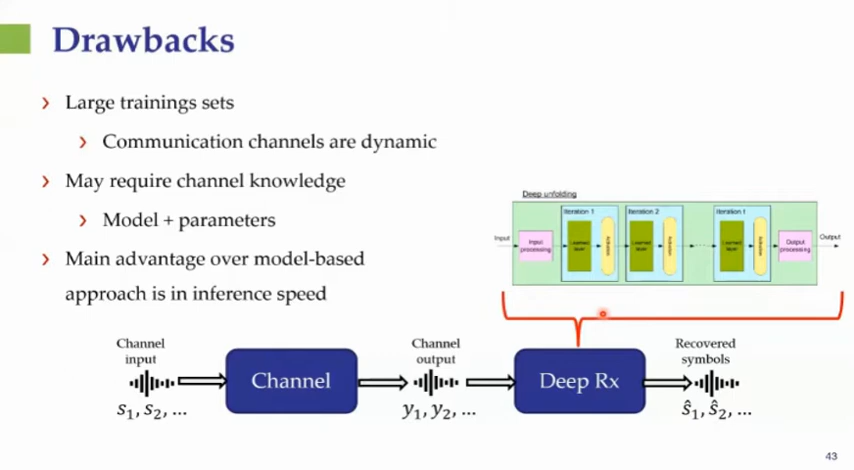 Drawbacks
› Large trainings sets
› Communication channels are dynamic
› May require channel knowledge
› Model + parameters
› Main advantage over model-based
approach is in inference speed
Deep unfolding
Iteration 1
Iteration 2
Iteration t
Input
Input
processing
Learned
layer
Activation
Learned
layer
Activation
Learned
layer
Activation
Output
processing
Output
Channel
input
Channel
output
Recovered
symbols
Channel
Deep Rx
s₁, s₂, ...
y₁, y₂, ...
ŝ₁, ŝ₂, ...
43